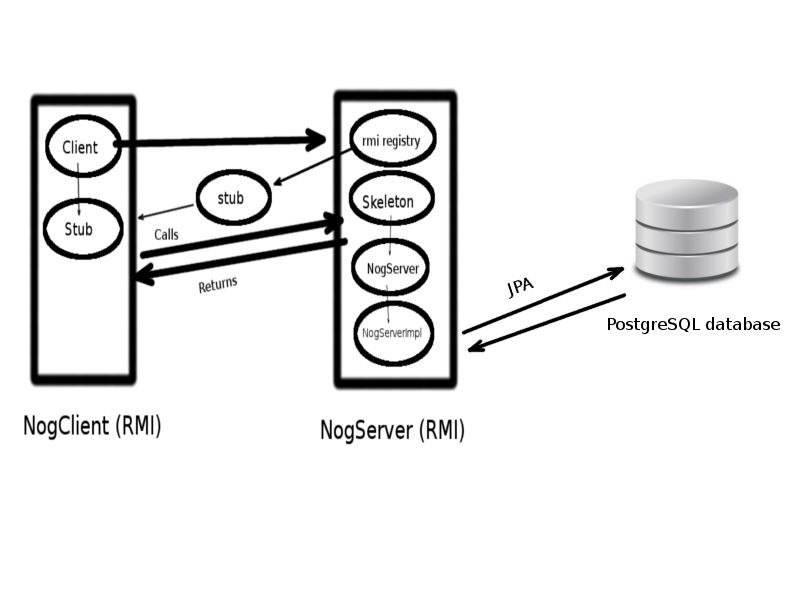 Client
rmi registry
stub
Skeleton
Stub
Calls
NogServer
Returns
JPA
NogServerImpl
PostgreSQL database
NogClient (RMI)
NogServer (RMI)